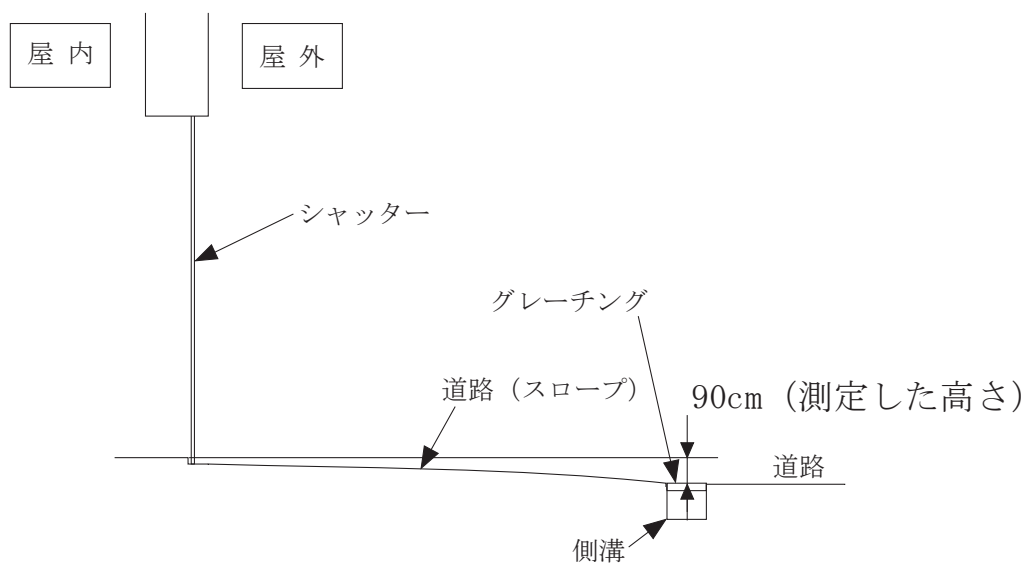 屋内
屋外
シャッター
グレーチング
道路（スロープ）
90cm（測定した高さ）
道路
側溝